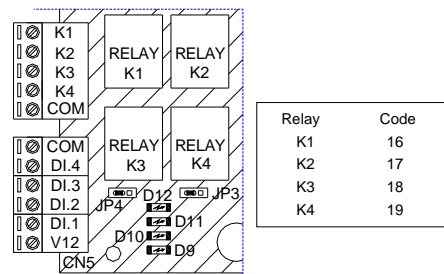 K1
K2
K3
K4
COM
RELAY K1
RELAY K2
COM
DI.4
DI.3
DI.2
DI.1
V12
CN5
RELAY K3
RELAY K4
JP4
D12
JP3
D11
D10
D9
Relay Code
K1 16
K2 17
K3 18
K4 19